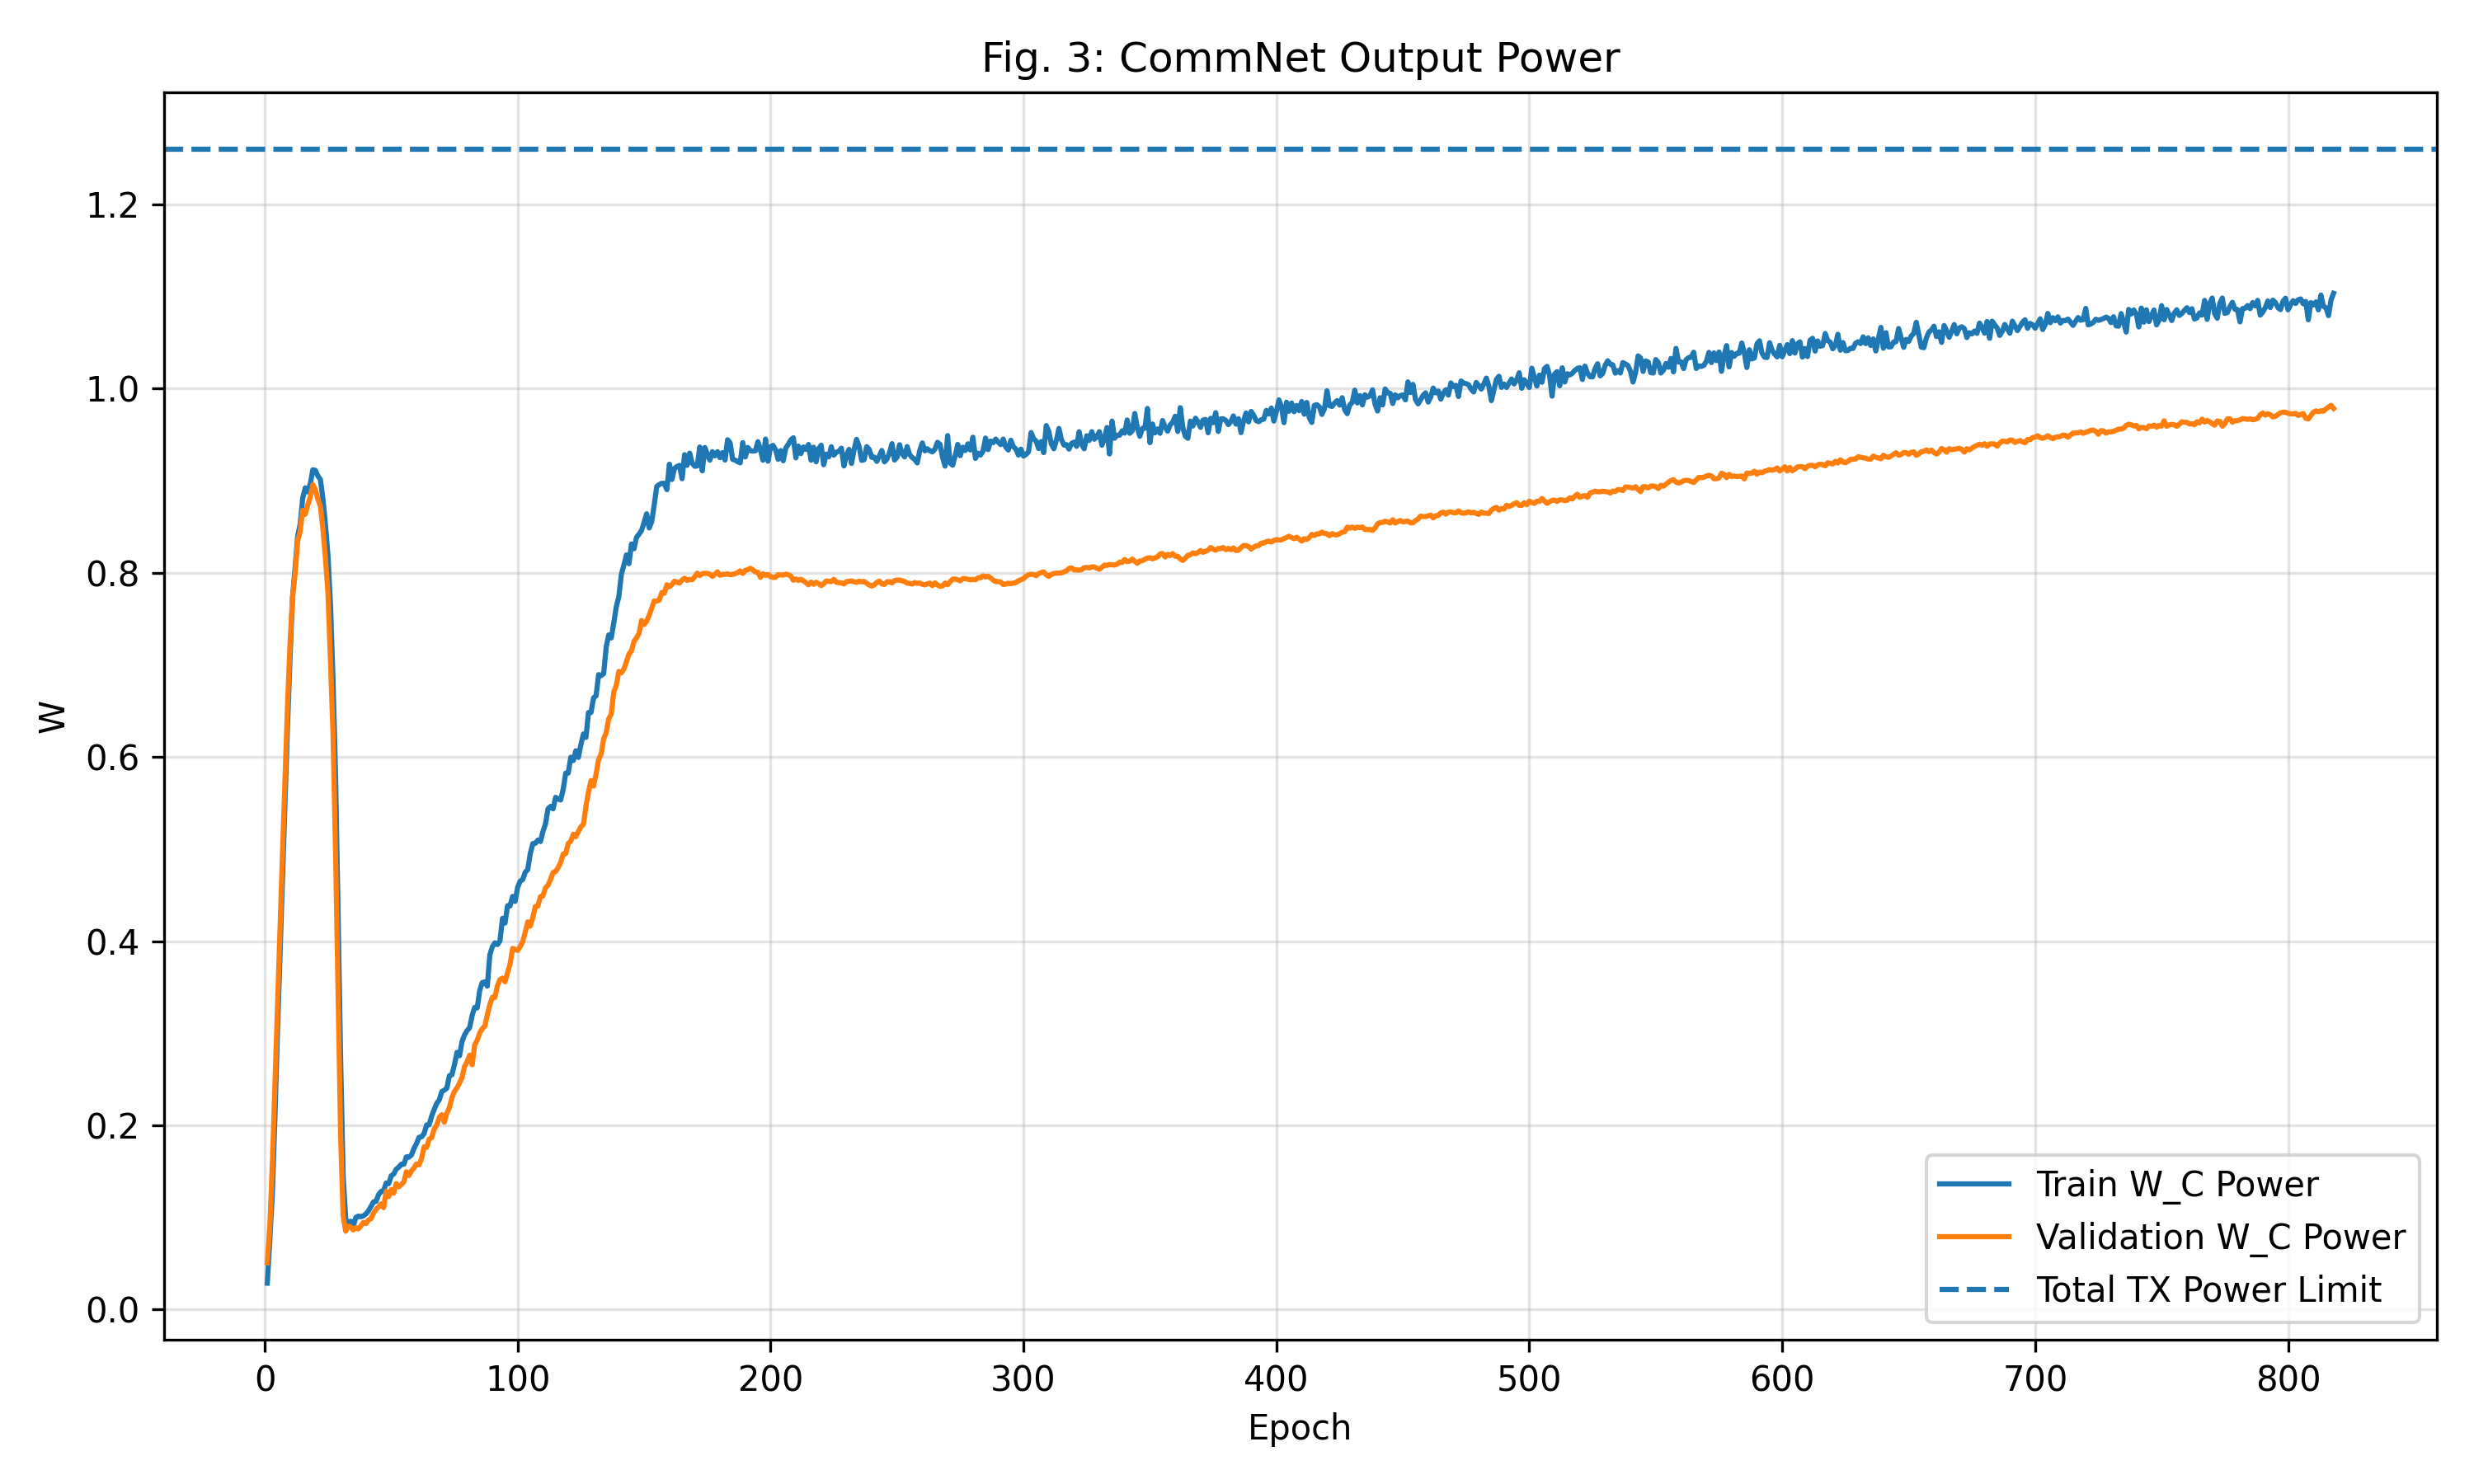 Fig. 3: CommNet Output Power
W
1.2
1.0
0.8
0.6
0.4
0.2
0.0
Train W_C Power
Validation W_C Power
Total TX Power Limit
0 100 200 300 400 500 600 700 800
Epoch